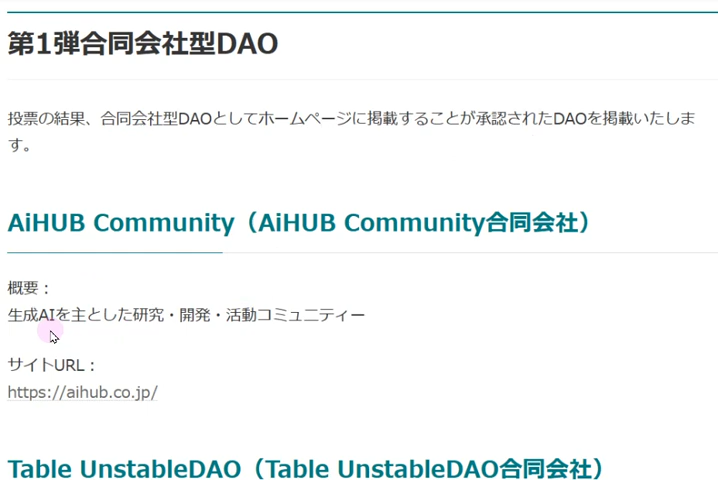 第1弾合同会社型DAO
投票の結果、合同会社型DAOとしてホームページに掲載することが承認されたDAOを掲載いたしま
す。
AiHUB Community（AiHUB Community合同会社）
概要：
生成AIを主とした研究・開発・活動コミュニティー
サイトURL：
https://aihub.co.jp/
Table UnstableDAO（Table UnstableDAO合同会社）